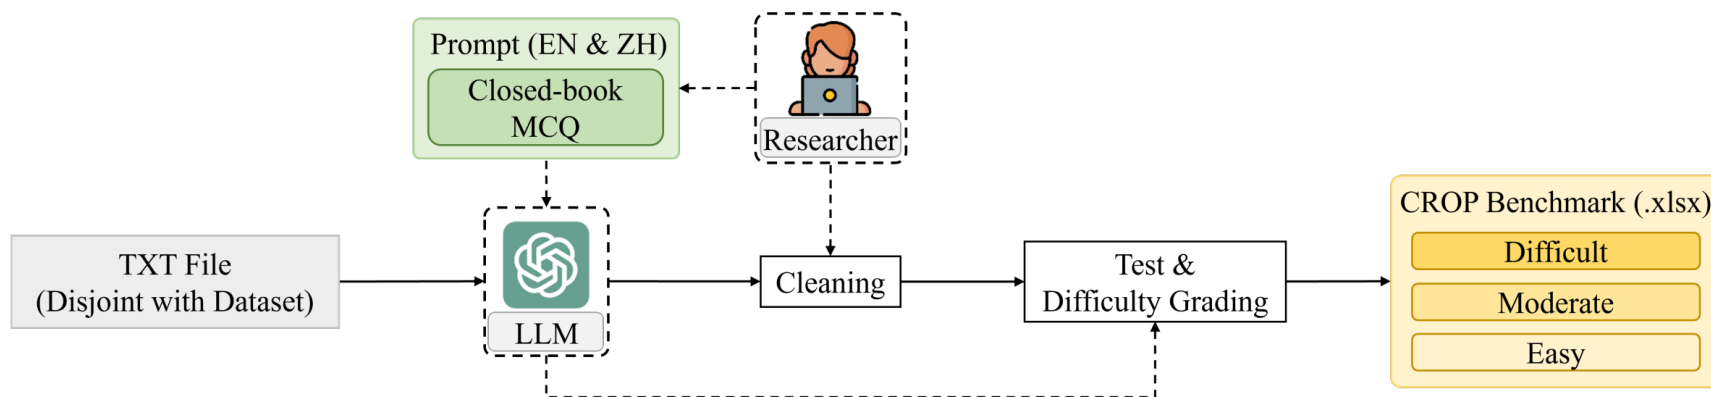 Prompt (EN & ZH)
Closed-book
MCQ
Researcher
TXT File
(Disjoint with Dataset)
LLM
Cleaning
Test &
Difficulty Grading
CROP Benchmark (.xlsx)
Difficult
Moderate
Easy